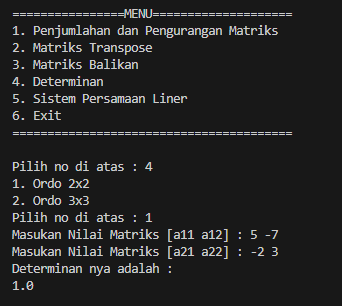 ================MENU====================
1. Penjumlahan dan Pengurangan Matriks
2. Matriks Transpose
3. Matriks Balikan
4. Determinan
5. Sistem Persamaan Liner
6. Exit
========================================
Pilih no di atas : 4
1. Ordo 2x2
2. Ordo 3x3
Pilih no di atas : 1
Masukan Nilai Matriks [a11 a12] : 5 -7
Masukan Nilai Matriks [a21 a22] : -2 3
Determinan nya adalah :
1.0